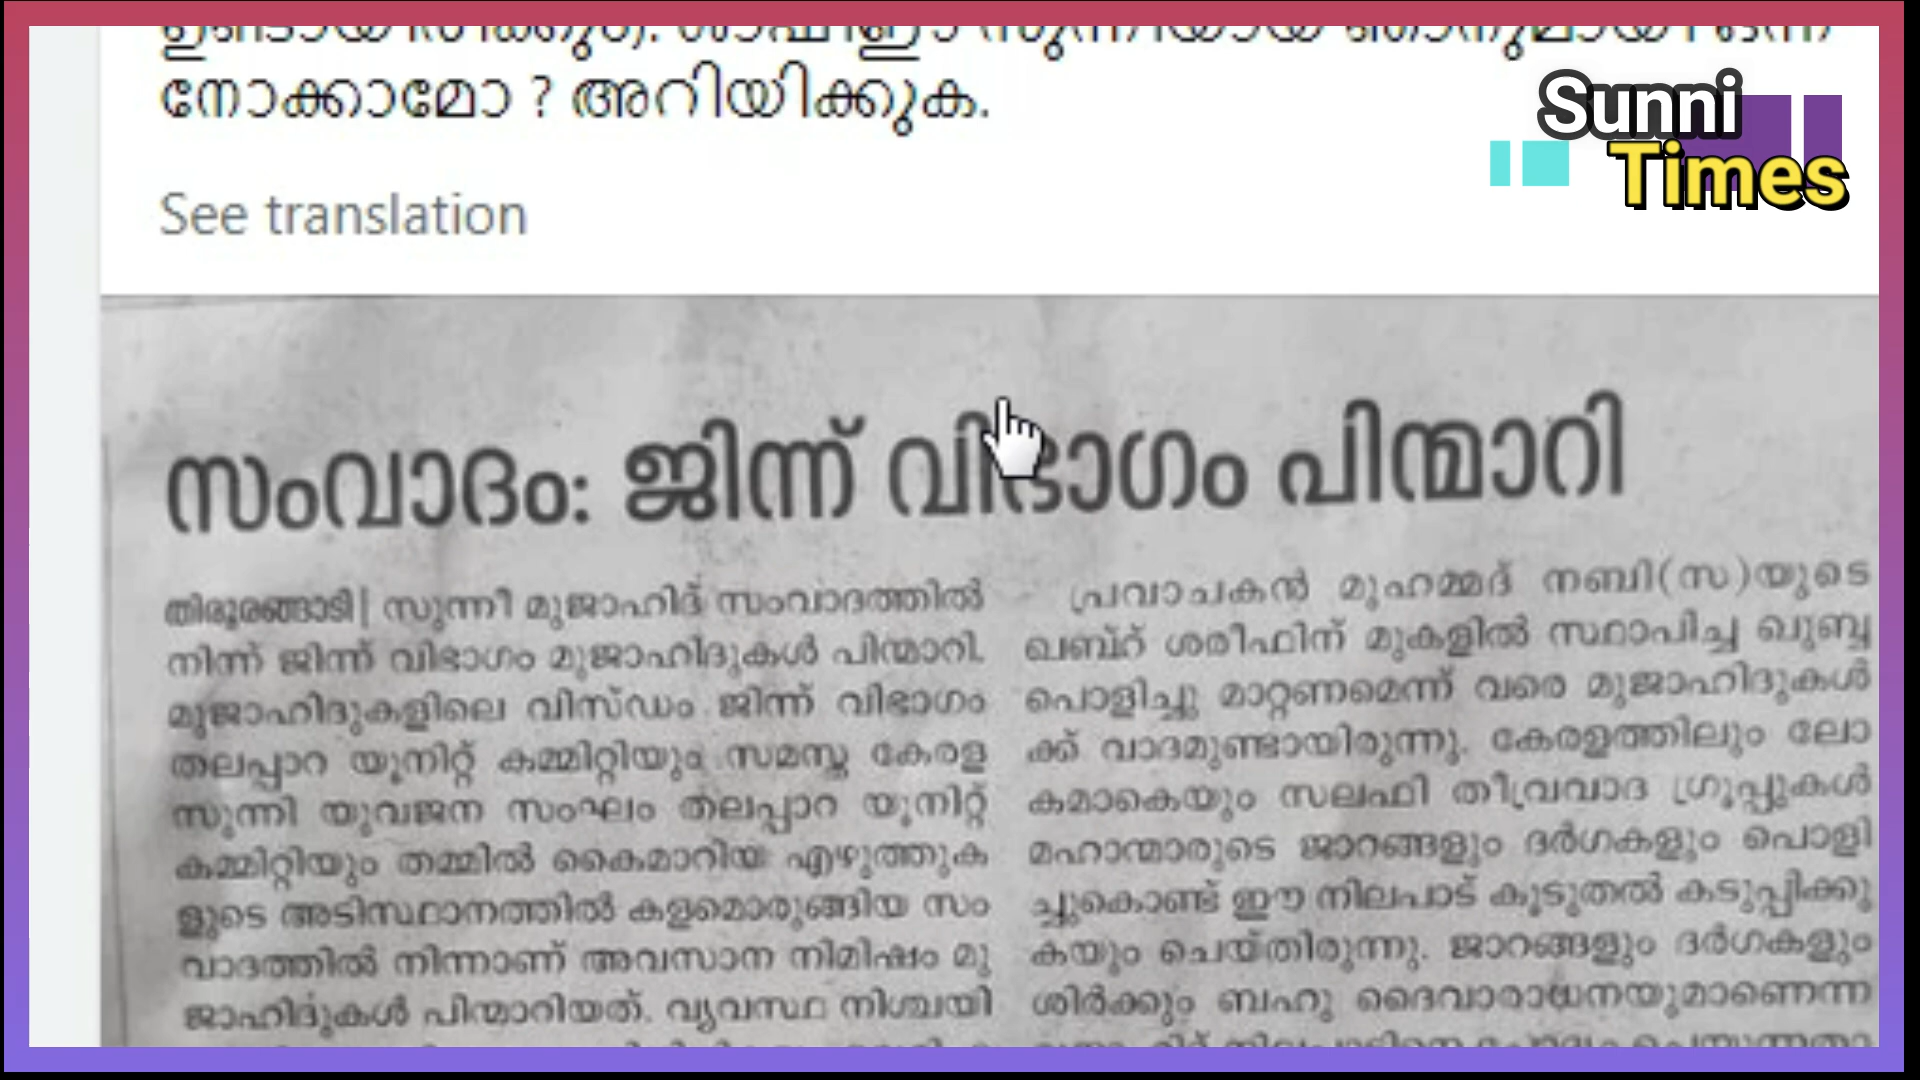 നോക്കാമോ ? അറിയിക്കുക.
Sunni
Times
See translation
സംവാദം: ജിന്ന് വിഭാഗം പിന്മാറി
തിരൂരങ്ങാടി| സുന്നീ മുജാഹിദ് സംവാദത്തിൽ
നിന്ന് ജിന്ന് വിഭാഗം മുജാഹിദുകൾ പിന്മാറി.
മുജാഹിദുകളിലെ വിസ്ഡം ജിന്ന് വിഭാഗം
തലപ്പാറ യൂനിറ്റ് കമ്മിറ്റിയും സമസ്ത കേരള
സുന്നി യുവജന സംഘം തലപ്പാറ യൂനിറ്റ്
കമ്മിറ്റിയും തമ്മിൽ കൈമാറിയ എഴുത്തുക
ളുടെ അടിസ്ഥാനത്തിൽ കളമൊരുങ്ങിയ സം
വാദത്തിൽ നിന്നാണ് അവസാന നിമിഷം മു
ജാഹിദുകൾ പിന്മാറിയത്. വ്യവസ്ഥ നിശ്ചയി
പ്രവാചകൻ മുഹമ്മദ് നബി(സ)യുടെ
ഖബ്റ് ശരീഫിന് മുകളിൽ സ്ഥാപിച്ച ഖുബ്ബ
പൊളിച്ചു മാറ്റണമെന്ന് വരെ മുജാഹിദുകൾ
ക്ക് വാദമുണ്ടായിരുന്നു. കേരളത്തിലും ലോ
കമാകെയും സലഫി തീവ്രവാദ ഗ്രൂപ്പുകൾ
മഹാന്മാരുടെ ജാറങ്ങളും ദർഗകളും പൊളി
ച്ചുകൊണ്ട് ഈ നിലപാട് കൂടുതൽ കടുപ്പിക്കു
കയും ചെയ്തിരുന്നു. ജാറങ്ങളും ദർഗകളും
ശിർക്കും ബഹു ദൈവാരാധനയുമാണെന്ന